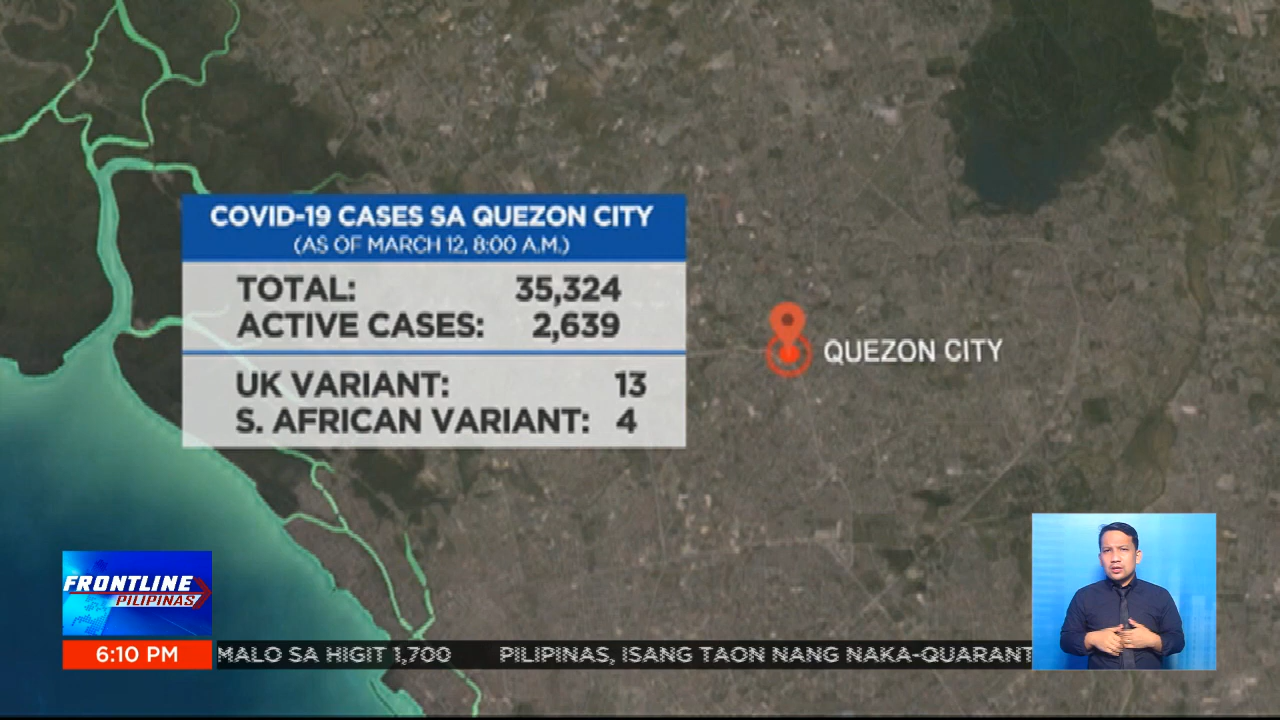 COVID-19 CASES SA QUEZON CITY
(AS OF MARCH 12, 8:00 A.M.)
TOTAL: 35,324
ACTIVE CASES: 2,639
UK VARIANT: 13
S. AFRICAN VARIANT: 4
QUEZON CITY
FRONTLINE
PILIPINAS
6:10 PM
MALO SA HIGIT 1,700 PILIPINAS, ISANG TAON NANG NAKA-QUARANT